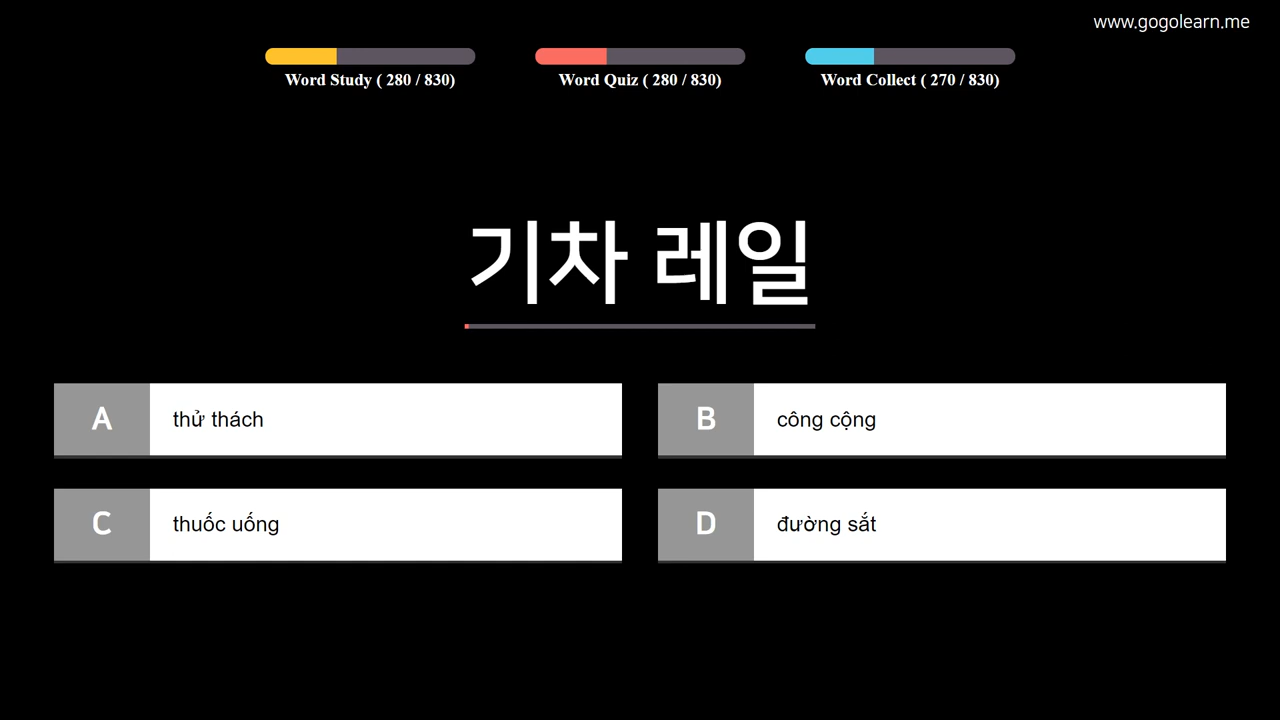 www.gogolearn.me
Word Study ( 280 / 830)
Word Quiz ( 280 / 830)
Word Collect ( 270 / 830)
기차 레일
A thử thách
B công cộng
C thuốc uống
D đường sắt